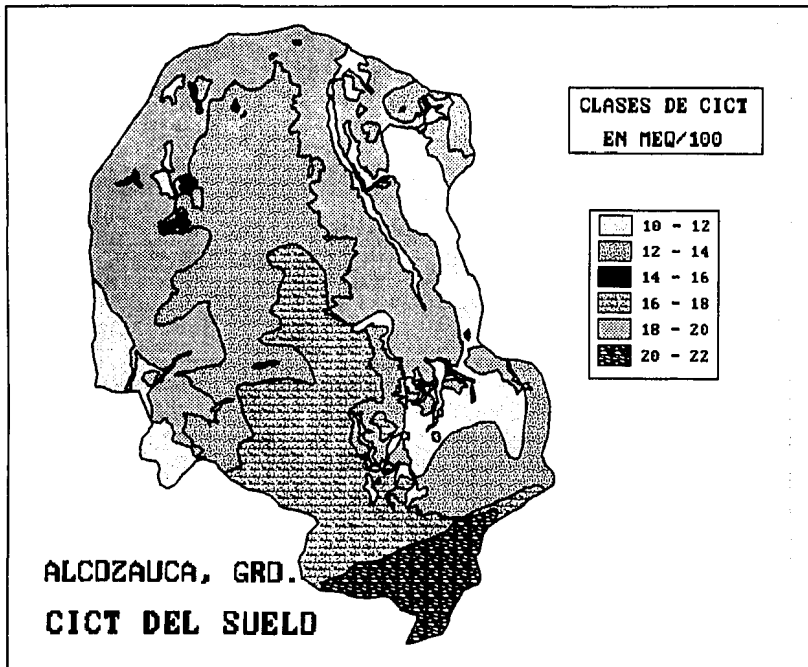 CLASES DE CICT
EN MEQ/100
10 - 12
12 - 14
14 - 16
16 - 18
18 - 20
20 - 22
ALCOZAUCA, GRO.
CICT DEL SUELO